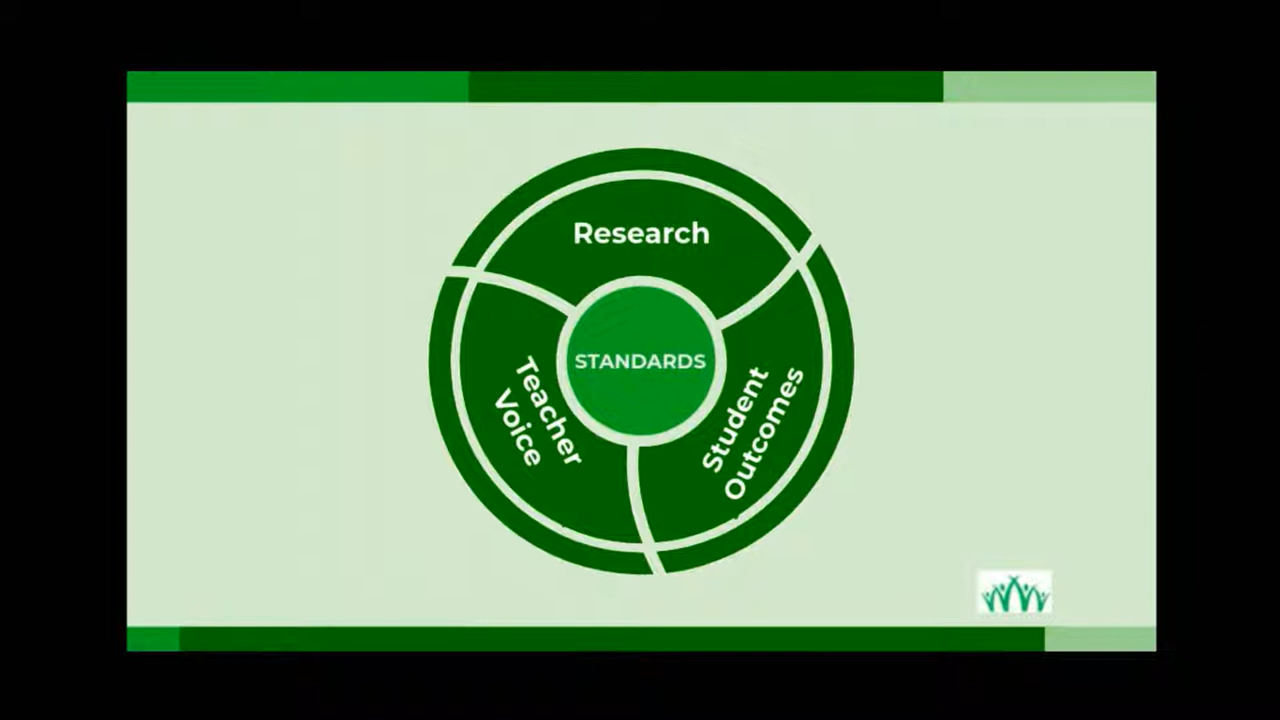 Research
STANDARDS
Teacher
Voice
Student
Outcomes